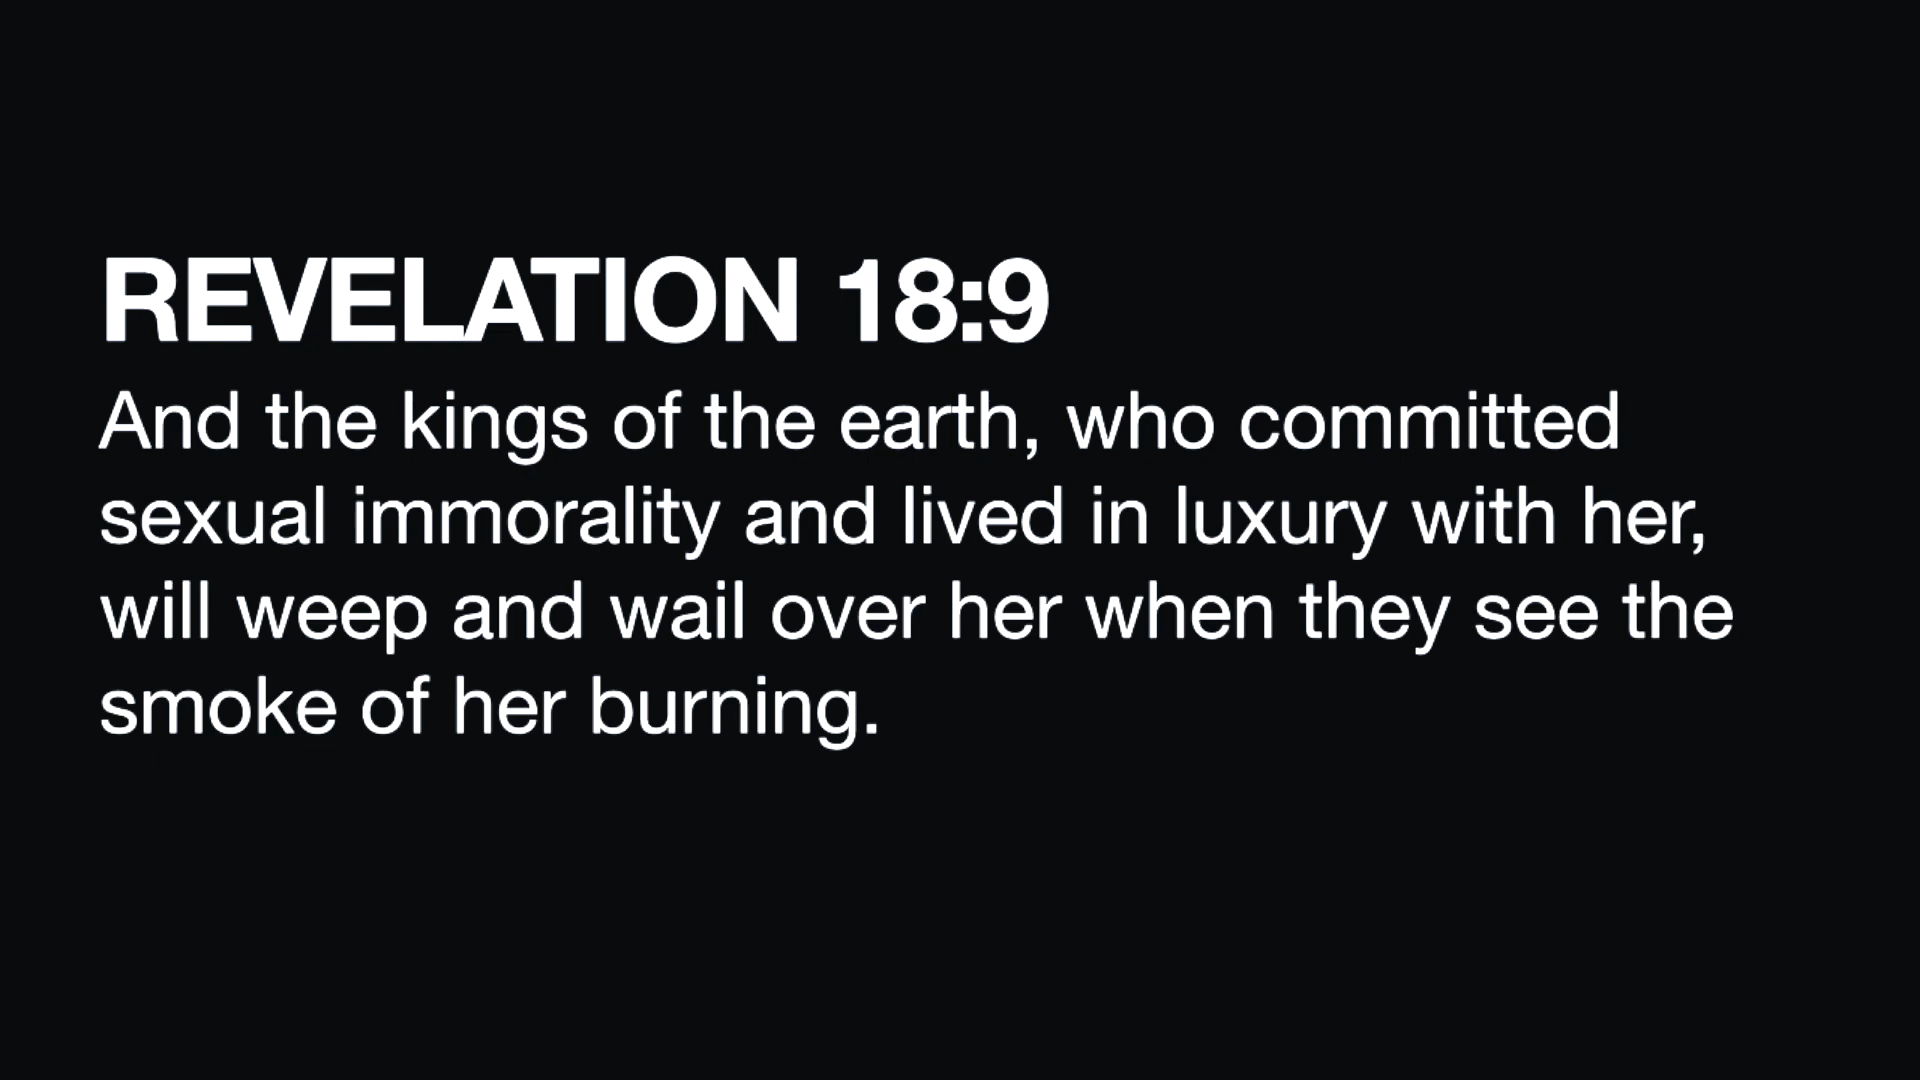 REVELATION 18:9
And the kings of the earth, who committed
sexual immorality and lived in luxury with her,
will weep and wail over her when they see the
smoke of her burning.